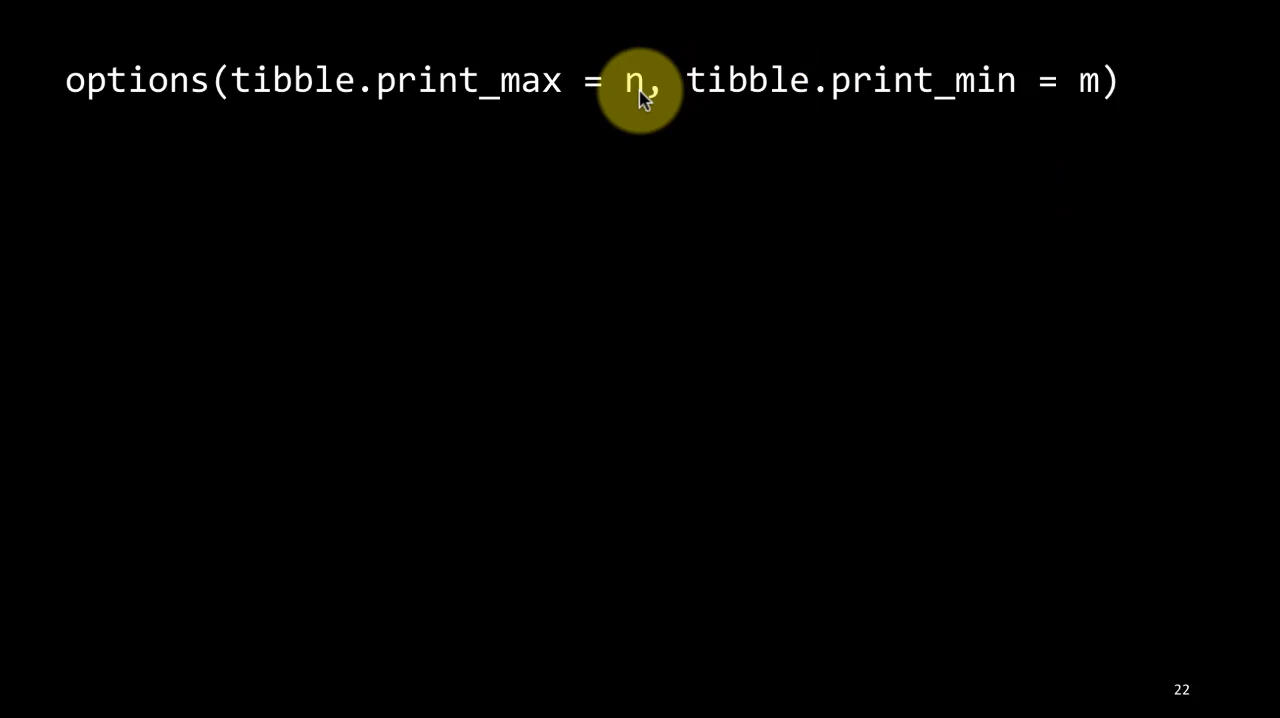 options(tibble.print_max = n, tibble.print_min = m)
22